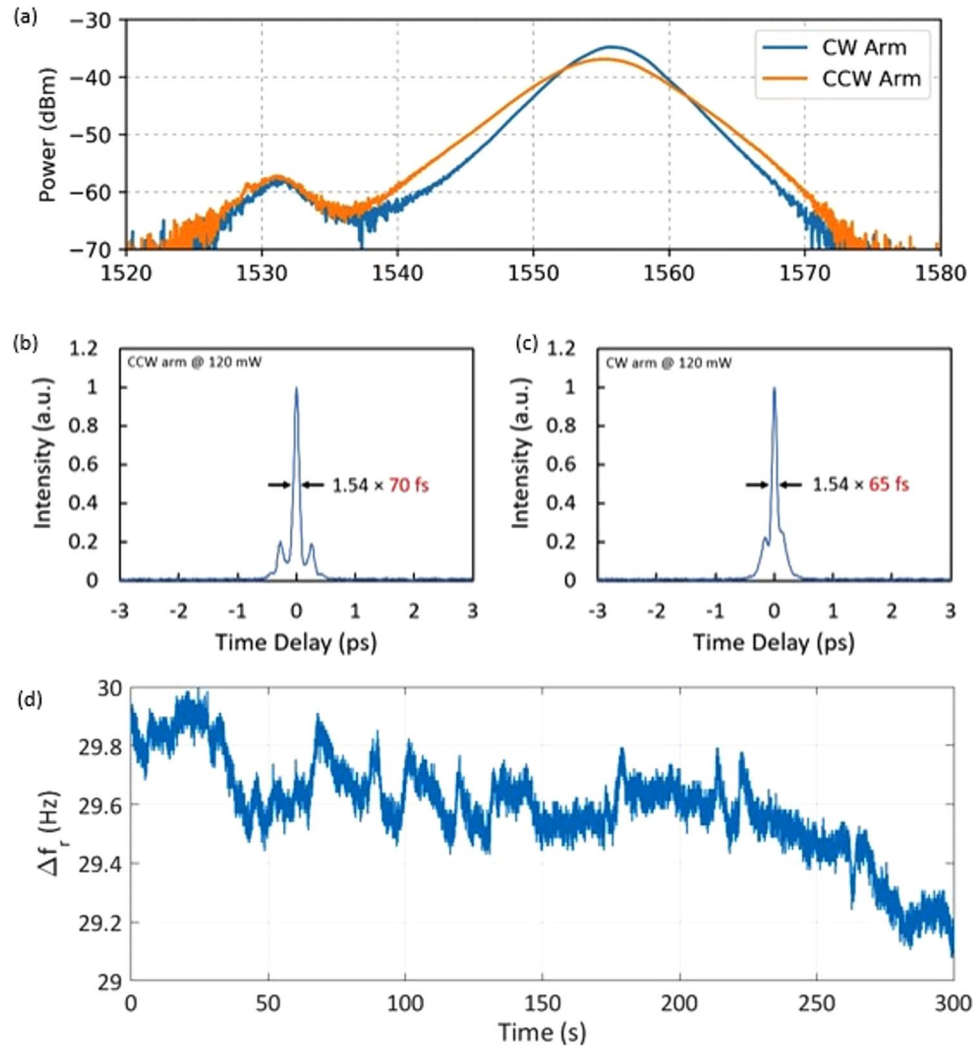 (a)
−30
−40
−50
−60
−70
Power (dBm)
CW Arm
CCW Arm
1520 1530 1540 1550 1560 1570 1580
(b)
1.2
1
0.8
0.6
0.4
0.2
0
Intensity (a.u.)
CCW arm @ 120 mW
1.54 × 70 fs
-3 -2 -1 0 1 2 3
Time Delay (ps)
(c)
1.2
1
0.8
0.6
0.4
0.2
0
Intensity (a.u.)
CW arm @ 120 mW
1.54 × 65 fs
-3 -2 -1 0 1 2 3
Time Delay (ps)
(d)
30
29.8
29.6
29.4
29.2
29
Δfr (Hz)
0 50 100 150 200 250 300
Time (s)